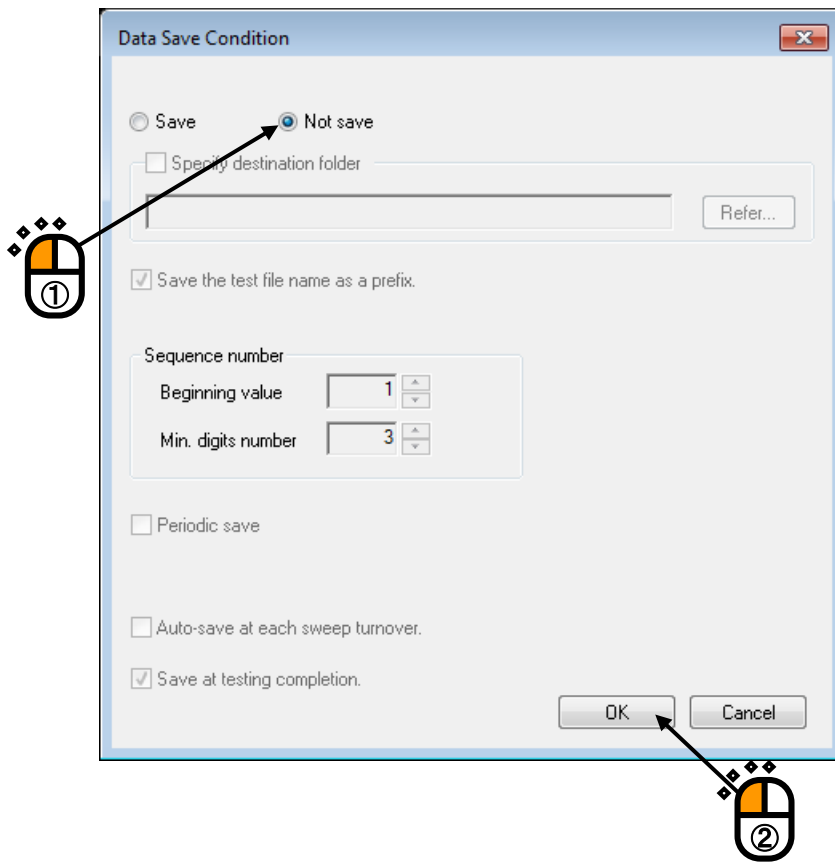 Data Save Condition
Save Not save
Specify destination folder
Refer...
①
Save the test file name as a prefix.
Sequence number
Beginning value 1
Min. digits number 3
Periodic save
Auto-save at each sweep turnover.
Save at testing completion.
OK Cancel
②